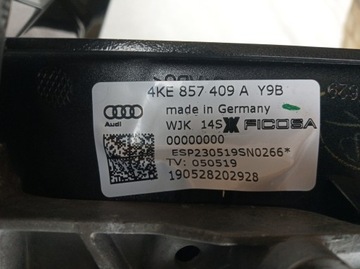 4KE 857 409 A Y9B
made in Germany
Audi
WJK 14S X FICOSA
00000000
ESP230519SN0266*
TV: 050519
190528202928